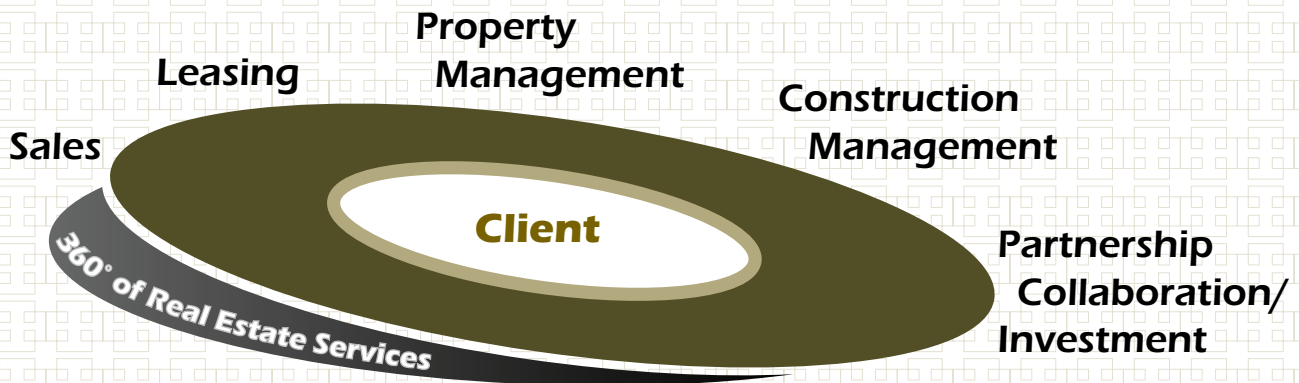 Sales
Leasing
Property
Management
Construction
Management
Partnership
Collaboration/
Investment
Client
360° of Real Estate Services